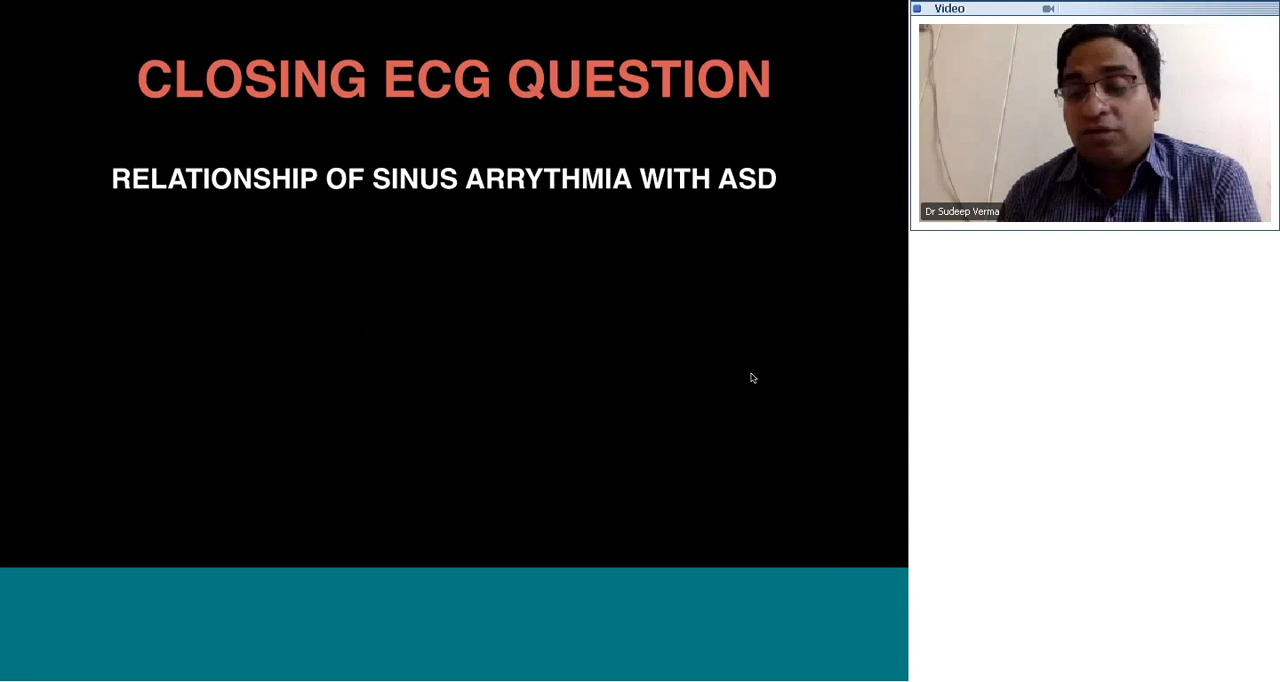 CLOSING ECG QUESTION
RELATIONSHIP OF SINUS ARRYTHMIA WITH ASD
Video
Dr Sudeep Verma